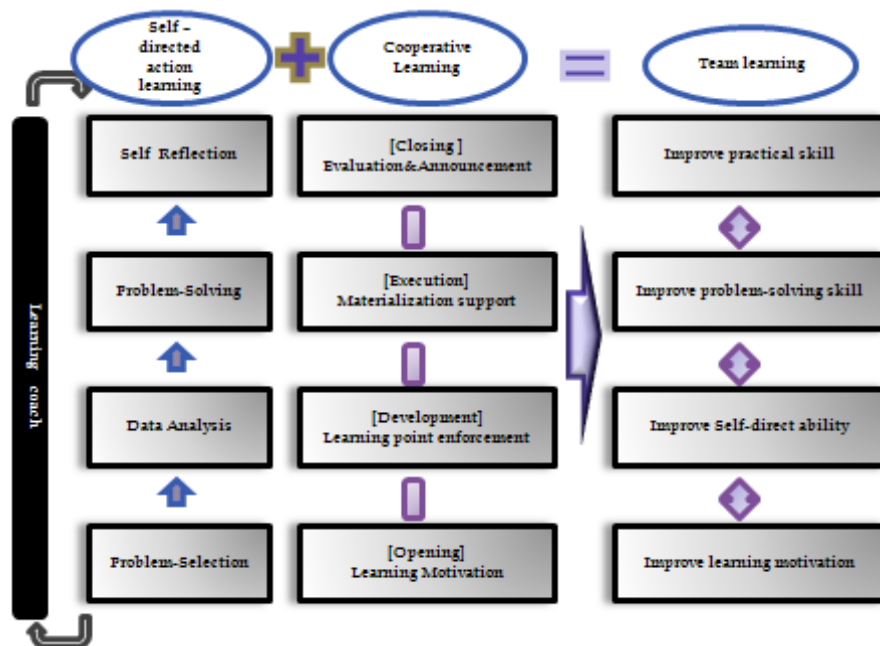 Self –
directed
action
learning
Cooperative
Learning
Team learning
Learning coach
Self Reflection
[Closing ]
Evaluation&Announcement
Improve practical skill
Problem-Solving
[Execution]
Materialization support
Improve problem-solving skill
Data Analysis
[Development]
Learning point enforcement
Improve Self-direct ability
Problem-Selection
[Opening]
Learning Motivation
Improve learning motivation